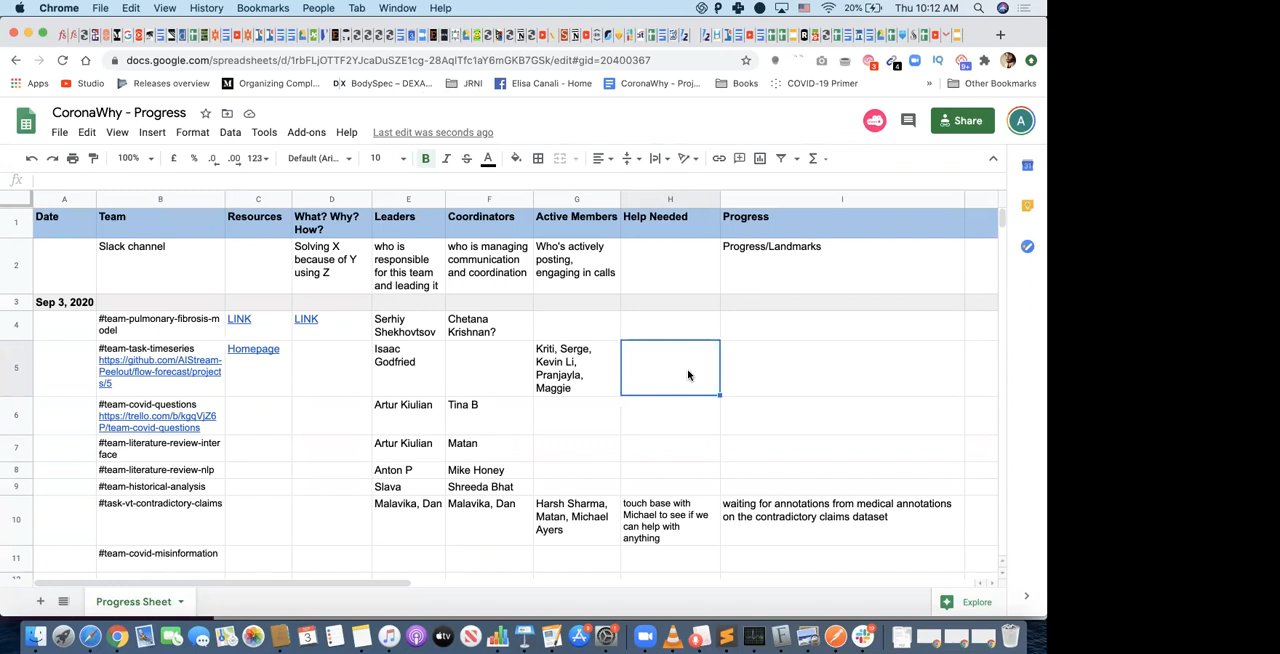 Chrome File Edit View History Bookmarks People Tab Window Help 20% Thu 10:12 AM
docs.google.com/spreadsheets/d/1rbFLjOTTF2YJcaDuSZE1cg-28AqITfc1aY6mGKB7GSk/edit#gid=20400367
Apps Studio Releases overview Organizing Compl... BodySpec – DEXA... JRNI Elisa Canali - Home CoronaWhy - Proj... Books COVID-19 Primer » Other Bookmarks
CoronaWhy - Progress
Share
A
File Edit View Insert Format Data Tools Add-ons Help Last edit was seconds ago
100% £ % .0 .00 123 Default (Ari... 10 B I S A
fx
A B C D E F G H I
1 Date Team Resources What? Why? How? Leaders Coordinators Active Members Help Needed Progress
2 Slack channel Solving X because of Y using Z who is responsible for this team and leading it who is managing communication and coordination Who's actively posting, engaging in calls Progress/Landmarks
3 Sep 3, 2020
4 #team-pulmonary-fibrosis-model LINK LINK Serhiy Shekhovtsov Chetana Krishnan?
5 #team-task-timeseries https://github.com/AIStream-Peelout/flow-forecast/projects/5 Homepage Isaac Godfried Kriti, Serge, Kevin Li, Pranjayla, Maggie
6 #team-covid-questions https://trello.com/b/kgqVjZ6P/team-covid-questions Artur Kiulian Tina B
7 #team-literature-review-interface Artur Kiulian Matan
8 #team-literature-review-nlp Anton P Mike Honey
9 #team-historical-analysis Slava Shreeda Bhat
10 #task-vt-contradictory-claims Malavika, Dan Malavika, Dan Harsh Sharma, Matan, Michael Ayers touch base with Michael to see if we can help with anything waiting for annotations from medical annotations on the contradictory claims dataset
11 #team-covid-misinformation
Progress Sheet
Explore